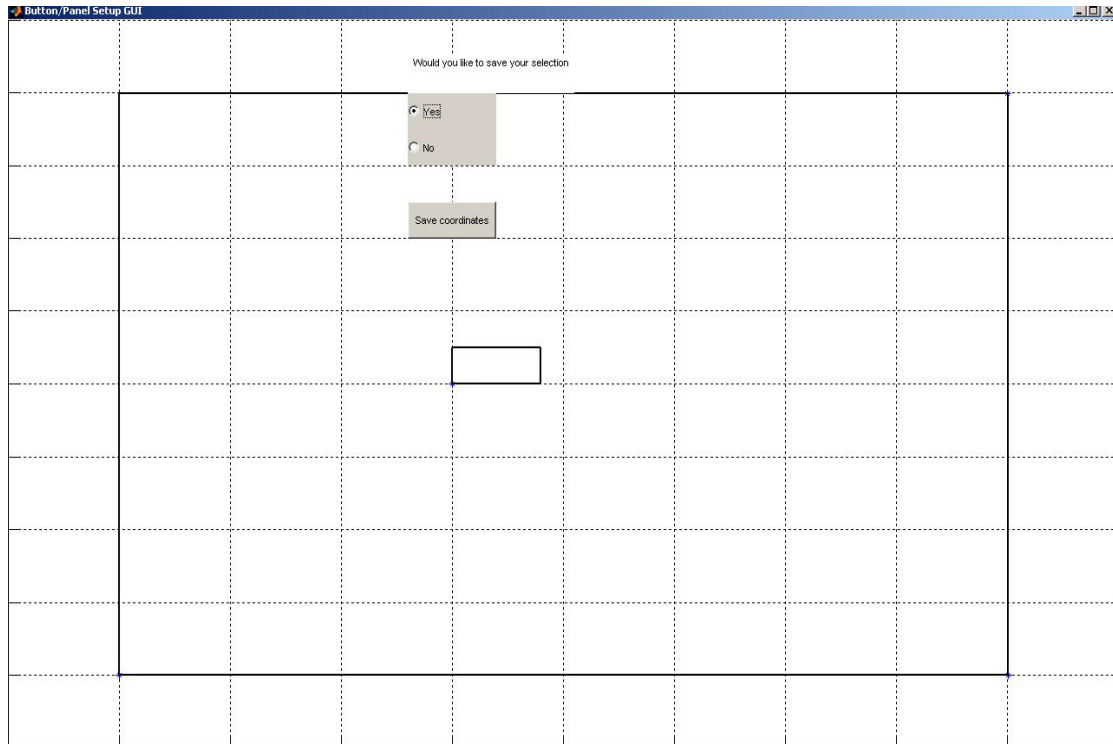 Button/Panel Setup GUI
Would you like to save your selection
Yes
No
Save coordinates